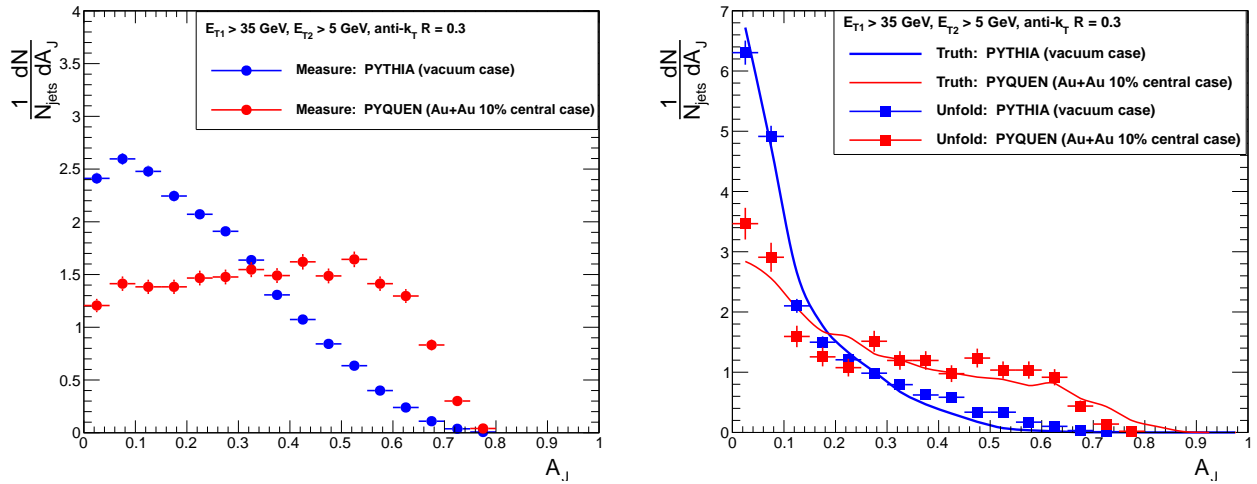 E_T1 > 35 GeV, E_T2 > 5 GeV, anti-k_T R = 0.3
Measure: PYTHIA (vacuum case)
Measure: PYQUEN (Au+Au 10% central case)
1/N_jets dN/dA_J
4
3.5
3
2.5
2
1.5
1
0.5
0
0 0.1 0.2 0.3 0.4 0.5 0.6 0.7 0.8 0.9 1
A_J
E_T1 > 35 GeV, E_T2 > 5 GeV, anti-k_T R = 0.3
Truth: PYTHIA (vacuum case)
Truth: PYQUEN (Au+Au 10% central case)
Unfold: PYTHIA (vacuum case)
Unfold: PYQUEN (Au+Au 10% central case)
1/N_jets dN/dA_J
7
6
5
4
3
2
1
0
0 0.1 0.2 0.3 0.4 0.5 0.6 0.7 0.8 0.9 1
A_J